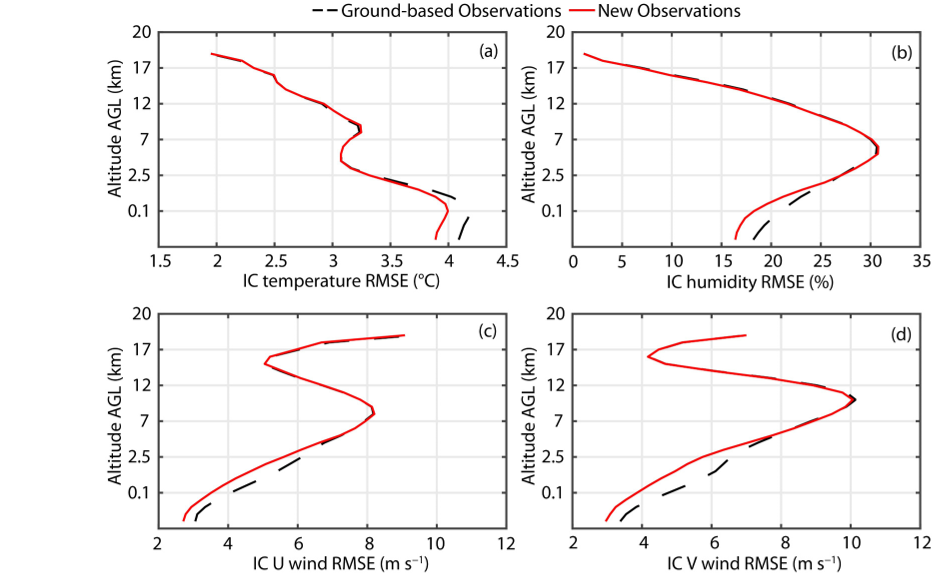 Ground-based Observations New Observations
(a)
Altitude AGL (km)
20
17
12
7
2.5
0.1
1.5 2 2.5 3 3.5 4 4.5
IC temperature RMSE (°C)
(b)
Altitude AGL (km)
20
17
12
7
2.5
0.1
0 5 10 15 20 25 30 35
IC humidity RMSE (%)
(c)
Altitude AGL (km)
20
17
12
7
2.5
0.1
2 4 6 8 10 12
IC U wind RMSE (m s⁻¹)
(d)
Altitude AGL (km)
20
17
12
7
2.5
0.1
2 4 6 8 10 12
IC V wind RMSE (m s⁻¹)